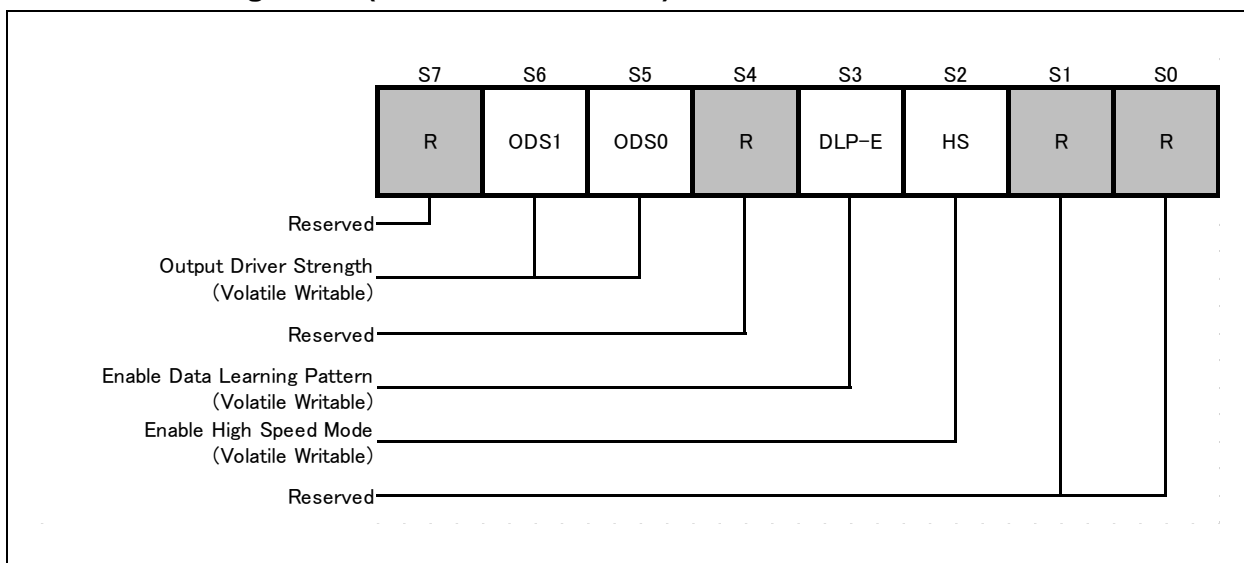 S7 S6 S5 S4 S3 S2 S1 S0
R ODS1 ODS0 R DLP-E HS R R
Reserved
Output Driver Strength
(Volatile Writable)
Reserved
Enable Data Learning Pattern
(Volatile Writable)
Enable High Speed Mode
(Volatile Writable)
Reserved